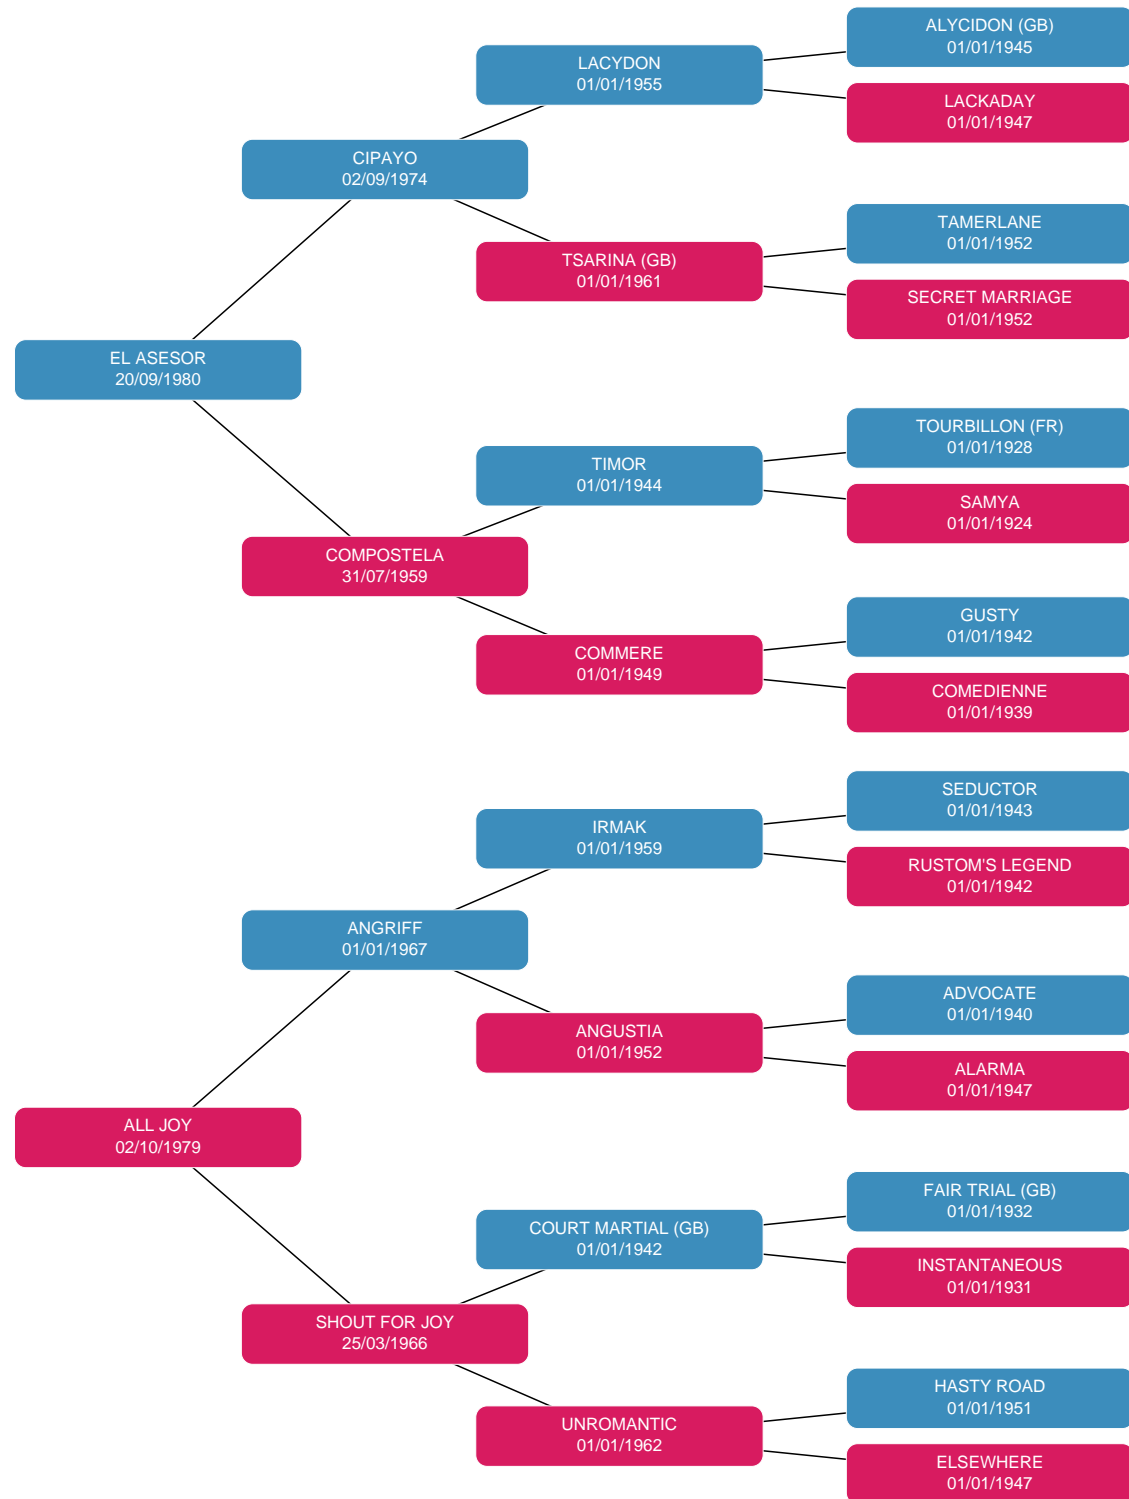 ALYCIDON (GB)
01/01/1945
LACYDON
01/01/1955
LACKADAY
01/01/1947
CIPAYO
02/09/1974
TAMERLANE
01/01/1952
TSARINA (GB)
01/01/1961
SECRET MARRIAGE
01/01/1952
EL ASESOR
20/09/1980
TOURBILLON (FR)
01/01/1928
TIMOR
01/01/1944
SAMYA
01/01/1924
COMPOSTELA
31/07/1959
GUSTY
01/01/1942
COMMERE
01/01/1949
COMEDIENNE
01/01/1939
SEDUCTOR
01/01/1943
IRMAK
01/01/1959
RUSTOM'S LEGEND
01/01/1942
ANGRIFF
01/01/1967
ADVOCATE
01/01/1940
ANGUSTIA
01/01/1952
ALARMA
01/01/1947
ALL JOY
02/10/1979
FAIR TRIAL (GB)
01/01/1932
COURT MARTIAL (GB)
01/01/1942
INSTANTANEOUS
01/01/1931
SHOUT FOR JOY
25/03/1966
HASTY ROAD
01/01/1951
UNROMANTIC
01/01/1962
ELSEWHERE
01/01/1947